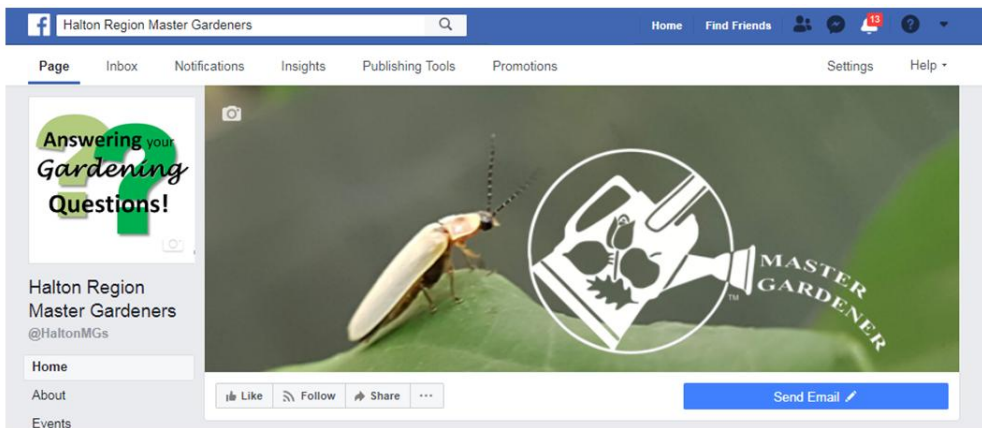 Halton Region Master Gardeners
Home Find Friends 13
Page Inbox Notifications Insights Publishing Tools Promotions Settings Help
Answering your
Gardening
Questions!
MASTER
GARDENER
TM
Halton Region
Master Gardeners
@HaltonMGs
Home
About
Events
Like Follow Share ...
Send Email